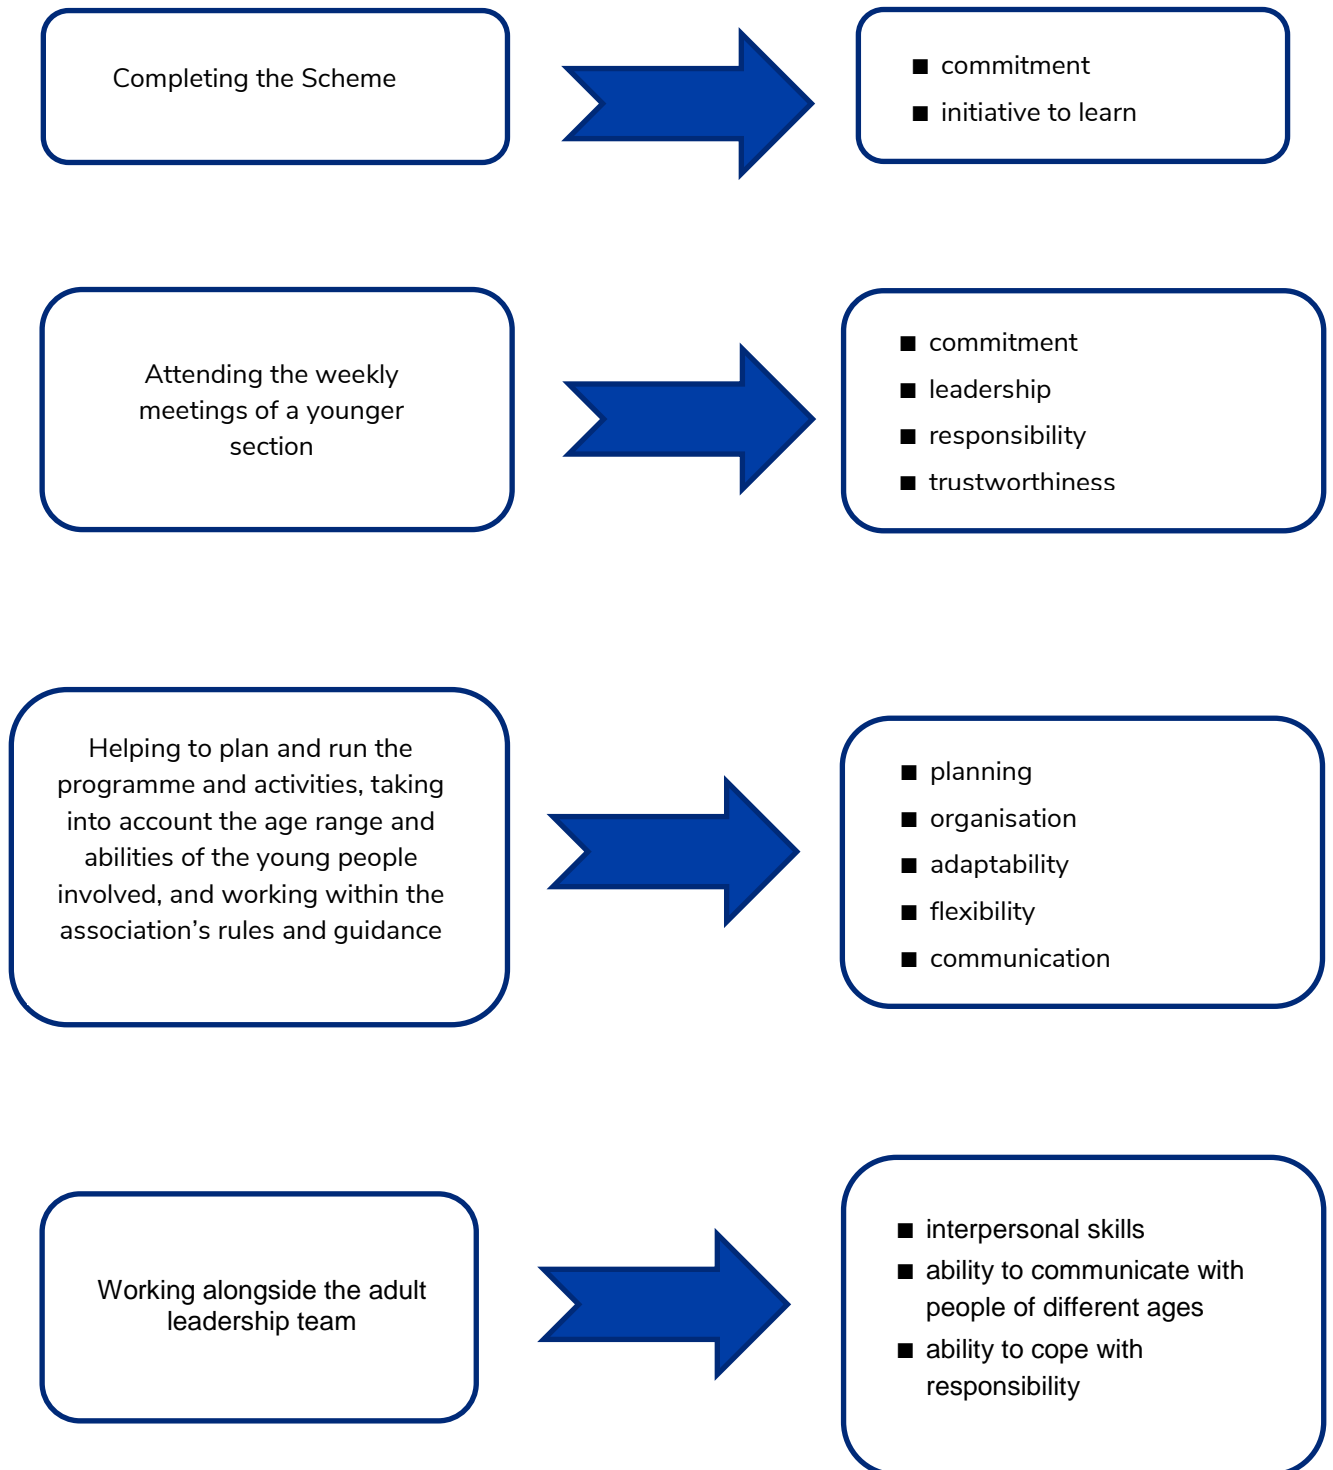 Completing the Scheme
■ commitment
■ initiative to learn
Attending the weekly
meetings of a younger
section
■ commitment
■ leadership
■ responsibility
■ trustworthiness
Helping to plan and run the
programme and activities, taking
into account the age range and
abilities of the young people
involved, and working within the
association’s rules and guidance
■ planning
■ organisation
■ adaptability
■ flexibility
■ communication
Working alongside the adult
leadership team
■ interpersonal skills
■ ability to communicate with
people of different ages
■ ability to cope with
responsibility